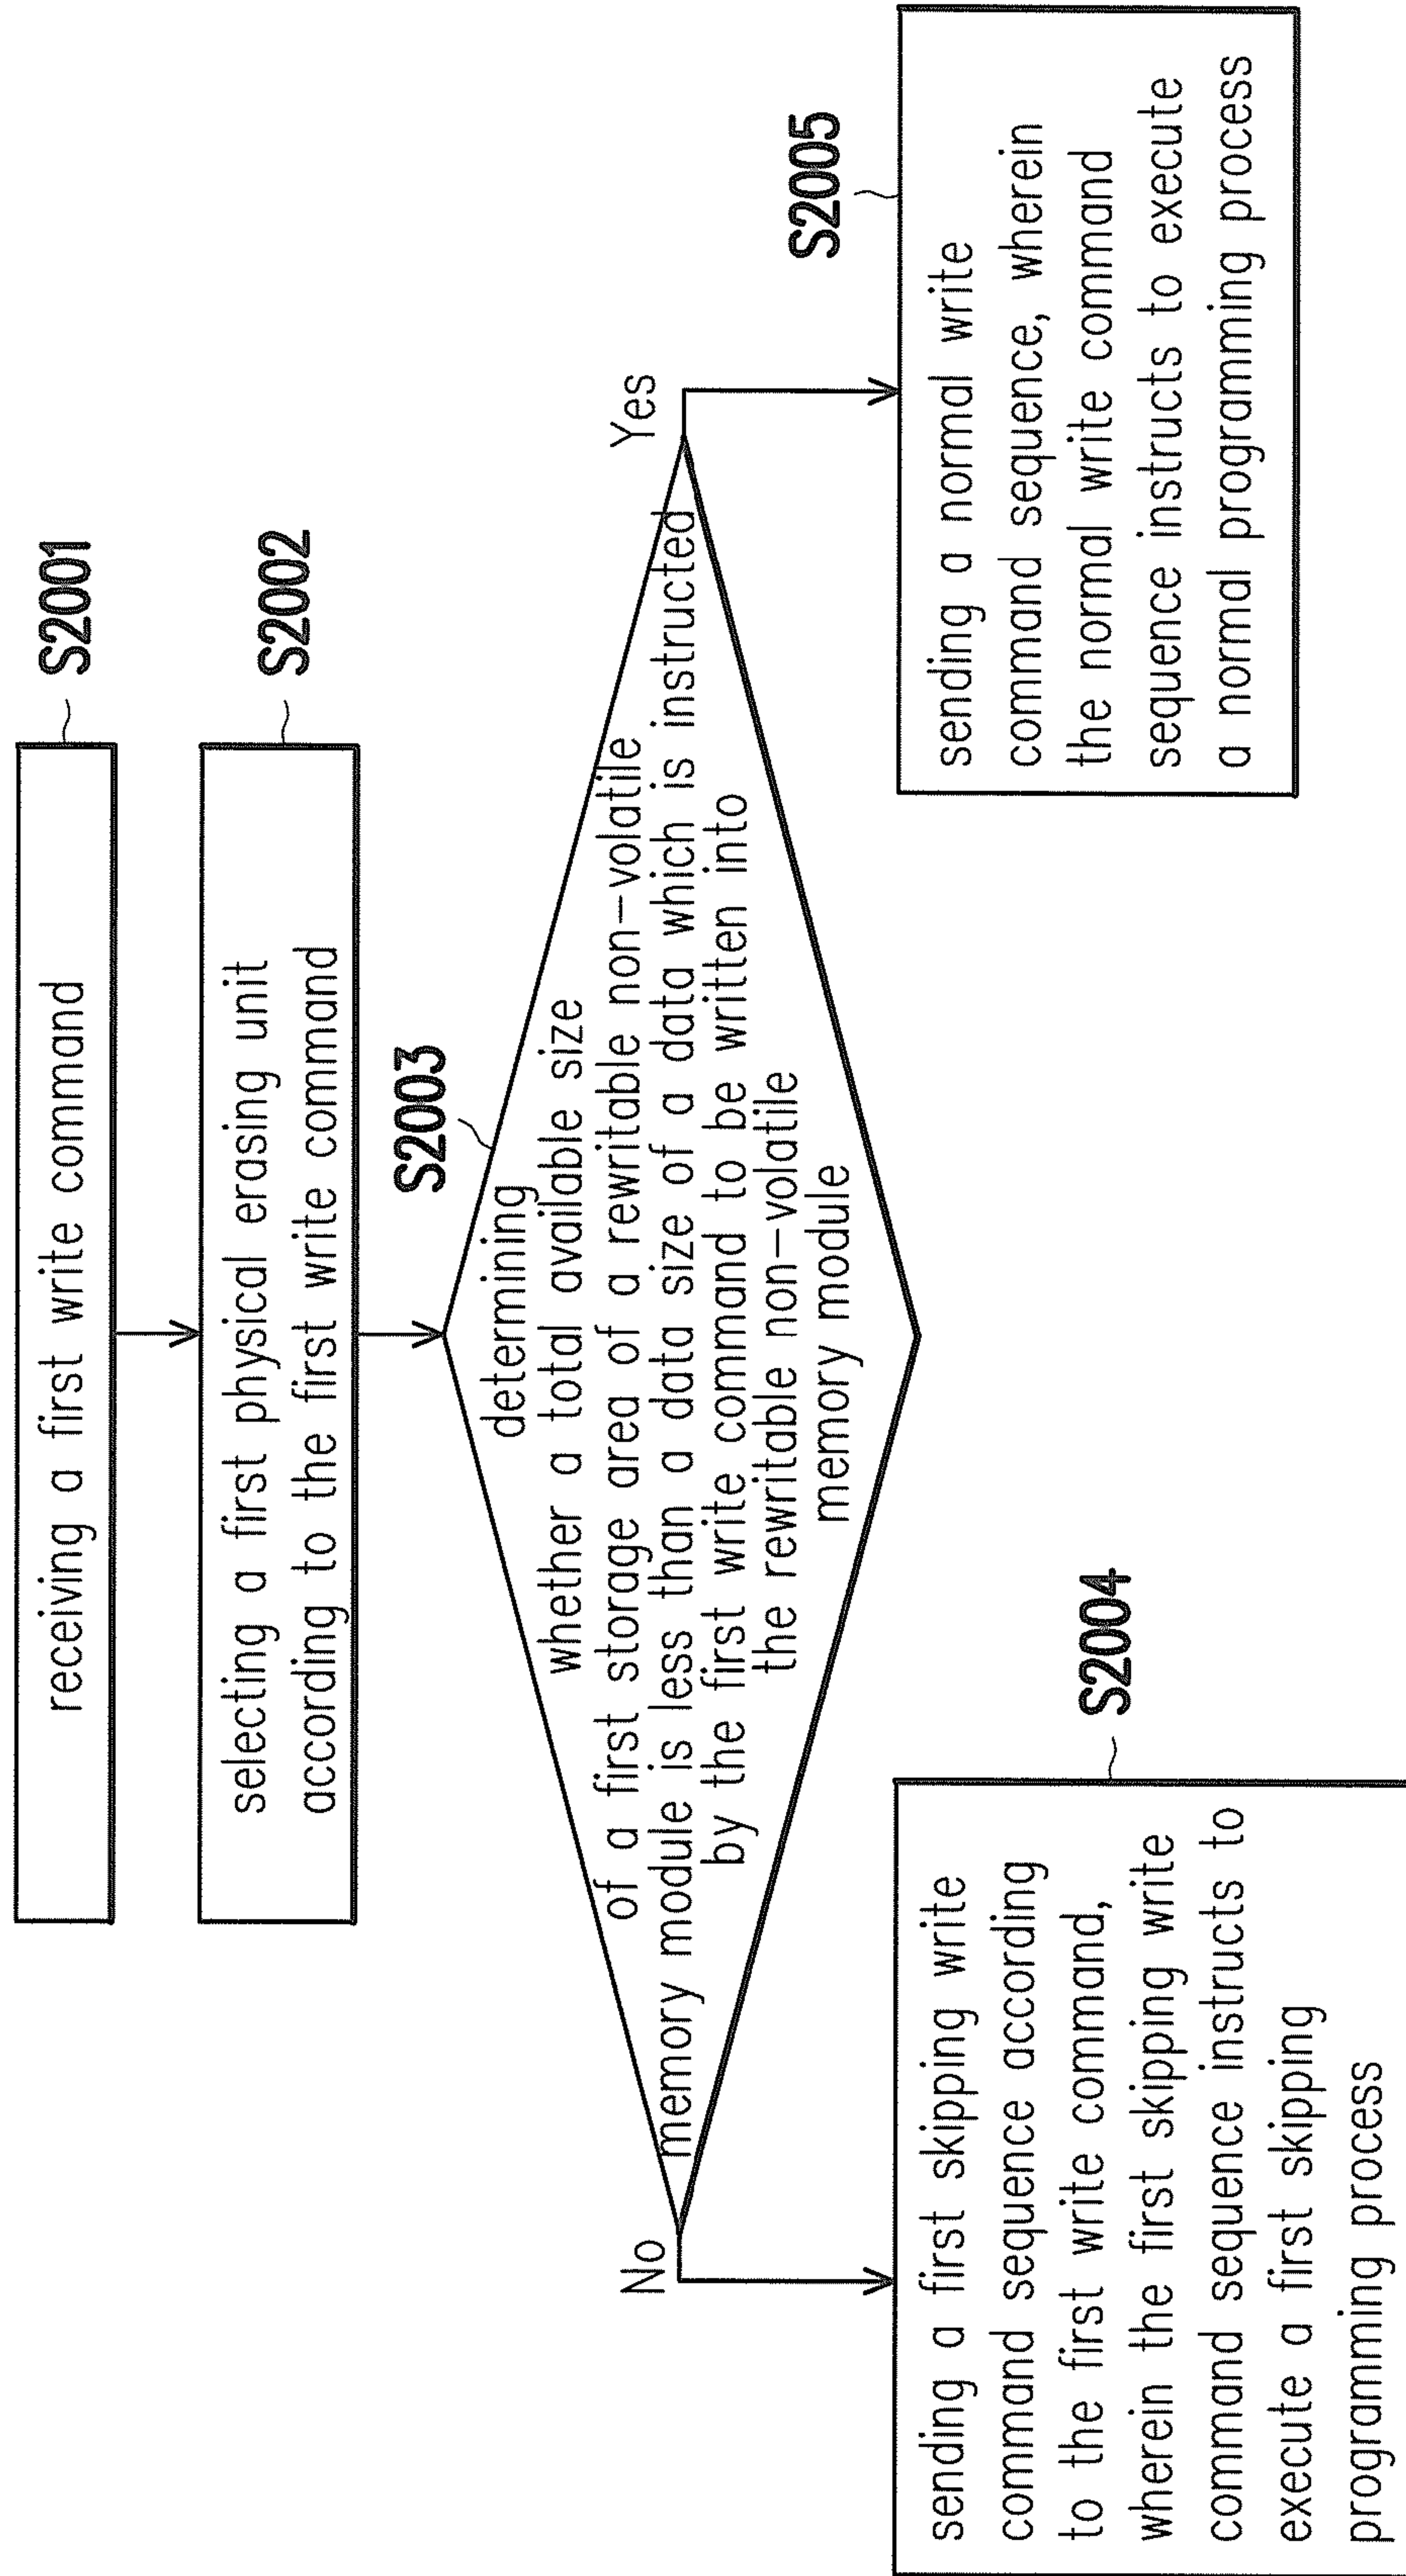 receiving a first write command
S2001
selecting a first physical erasing unit
according to the first write command
S2002
S2003
determining
whether a total available size
of a first storage area of a rewritable non-volatile
memory module is less than a data size of a data which is instructed
by the first write command to be written into
the rewritable non-volatile
memory module
No
Yes
sending a first skipping write
command sequence according
to the first write command,
wherein the first skipping write
command sequence instructs to
execute a first skipping
programming process
S2004
sending a normal write
command sequence, wherein
the normal write command
sequence instructs to execute
a normal programming process
S2005